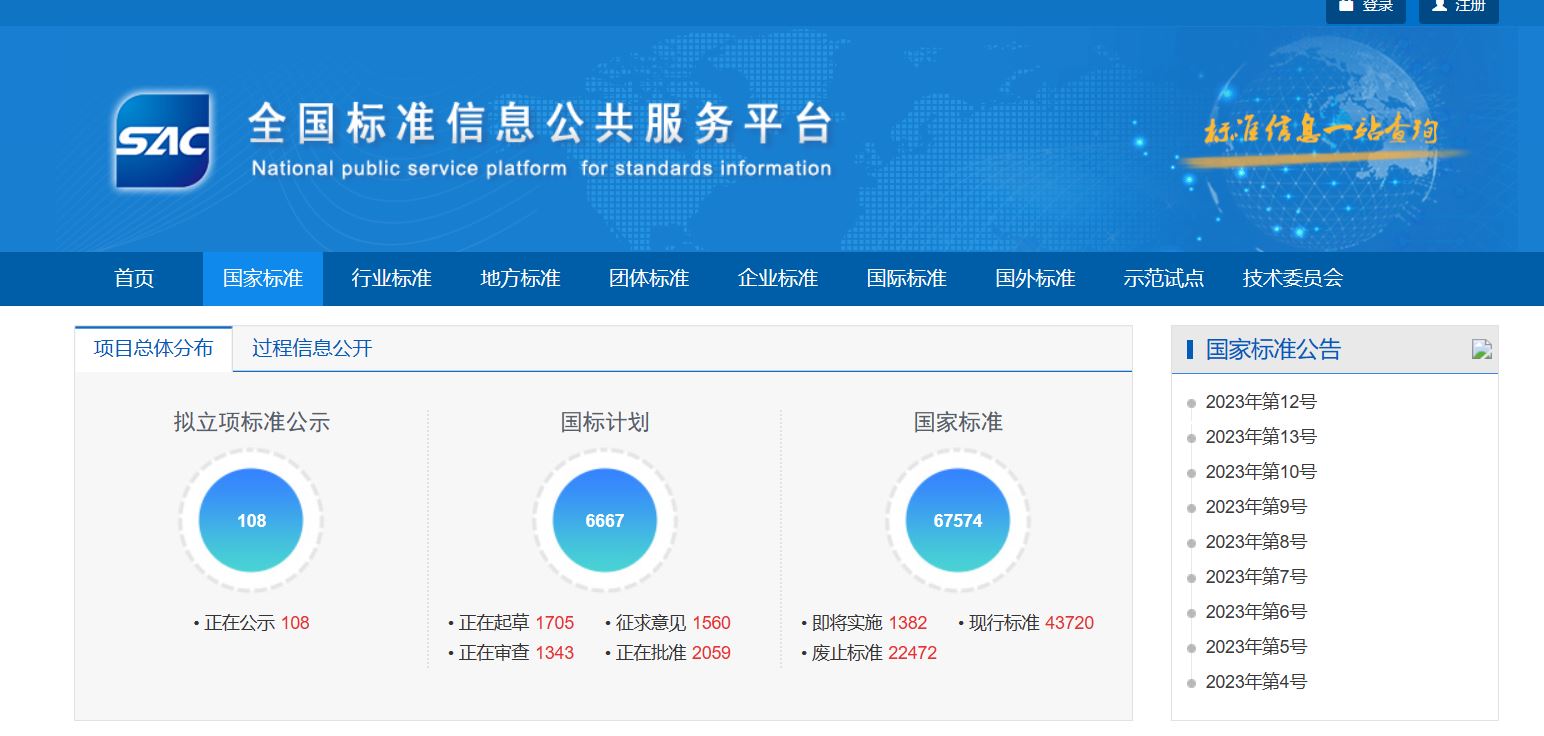 登录 注册
SAC
全国标准信息公共服务平台
National public service platform for standards information
标准信息一站查询
首页 国家标准 行业标准 地方标准 团体标准 企业标准 国际标准 国外标准 示范试点 技术委员会
项目总体分布 过程信息公开
拟立项标准公示
108
• 正在公示 108
国标计划
6667
• 正在起草 1705 • 征求意见 1560
• 正在审查 1343 • 正在批准 2059
国家标准
67574
• 即将实施 1382 • 现行标准 43720
• 废止标准 22472
国家标准公告
2023年第12号
2023年第13号
2023年第10号
2023年第9号
2023年第8号
2023年第7号
2023年第6号
2023年第5号
2023年第4号